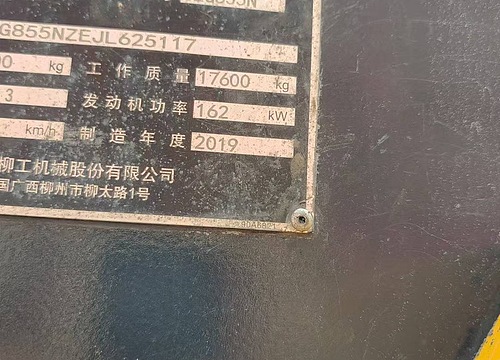 G855NZEJL625117
00 kg 工作质量 17600 kg
3 发动机功率 162 kW
km/h 制造年度 2019
柳工机械股份有限公司
国广西柳州市柳太路1号